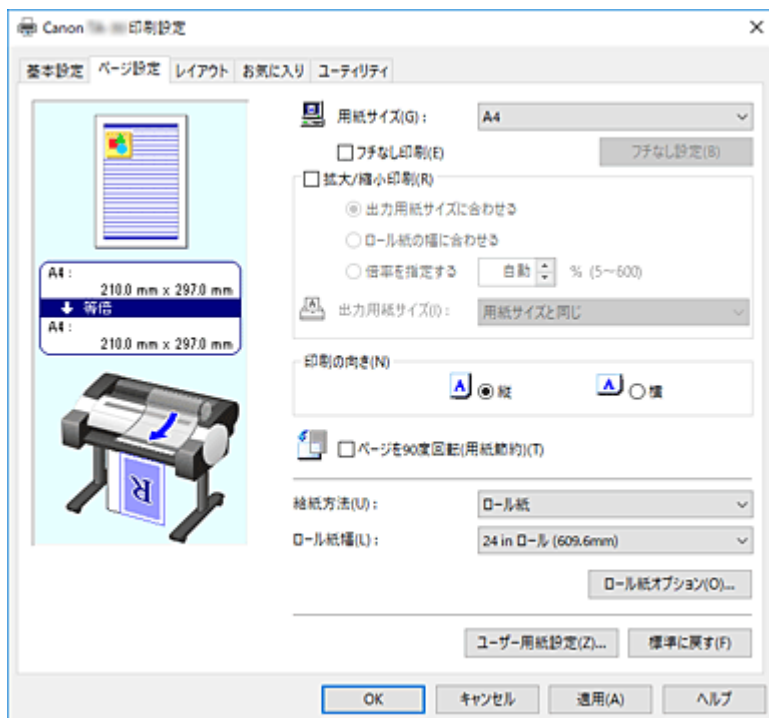 Canon 印刷設定
基本設定 ページ設定 レイアウト お気に入り ユーティリティ
A4 :
210.0 mm x 297.0 mm
等倍
A4 :
210.0 mm x 297.0 mm
用紙サイズ(G) : A4
フチなし印刷(E) フチなし設定(B)
拡大/縮小印刷(R)
出力用紙サイズに合わせる
ロール紙の幅に合わせる
倍率を指定する 自動 % (5~600)
出力用紙サイズ(I) : 用紙サイズと同じ
印刷の向き(N)
A 縦 A 横
ページを90度回転(用紙節約)(T)
給紙方法(U) : ロール紙
ロール紙幅(L) : 24 in ロール (609.6mm)
ロール紙オプション(O)...
ユーザー用紙設定(Z)... 標準に戻す(F)
OK キャンセル 適用(A) ヘルプ